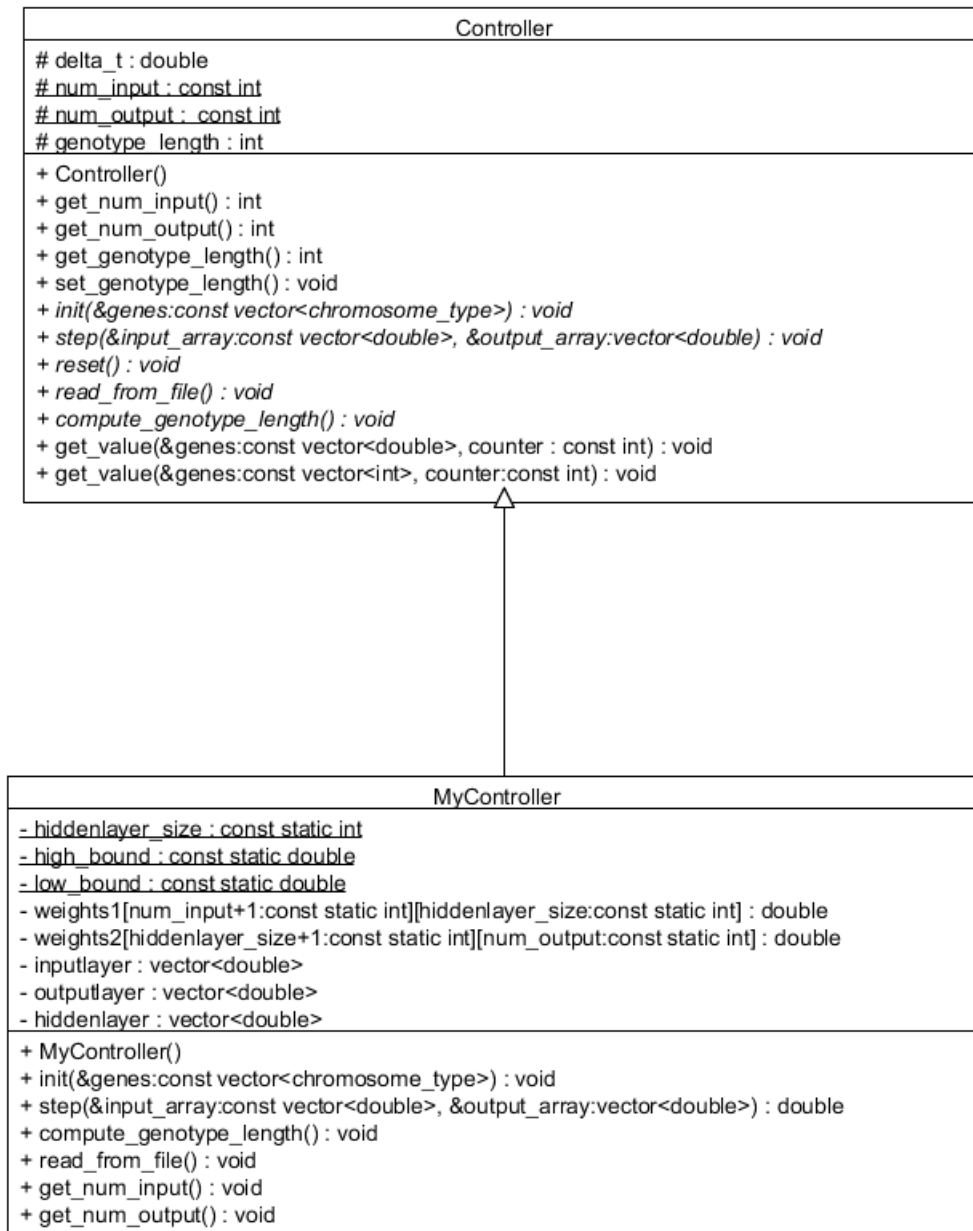 Controller
# delta_t : double
# num_input : const int
# num_output : const int
# genotype_length : int
+ Controller()
+ get_num_input() : int
+ get_num_output() : int
+ get_genotype_length() : int
+ set_genotype_length() : void
+ init(&genes:const vector<chromosome_type>) : void
+ step(&input_array:const vector<double>, &output_array:vector<double) : void
+ reset() : void
+ read_from_file() : void
+ compute_genotype_length() : void
+ get_value(&genes:const vector<double>, counter : const int) : void
+ get_value(&genes:const vector<int>, counter:const int) : void
MyController
- hiddenlayer_size : const static int
- high_bound : const static double
- low_bound : const static double
- weights1[num_input+1:const static int][hiddenlayer_size:const static int] : double
- weights2[hiddenlayer_size+1:const static int][num_output:const static int] : double
- inputlayer : vector<double>
- outputlayer : vector<double>
- hiddenlayer : vector<double>
+ MyController()
+ init(&genes:const vector<chromosome_type>) : void
+ step(&input_array:const vector<double>, &output_array:vector<double>) : double
+ compute_genotype_length() : void
+ read_from_file() : void
+ get_num_input() : void
+ get_num_output() : void